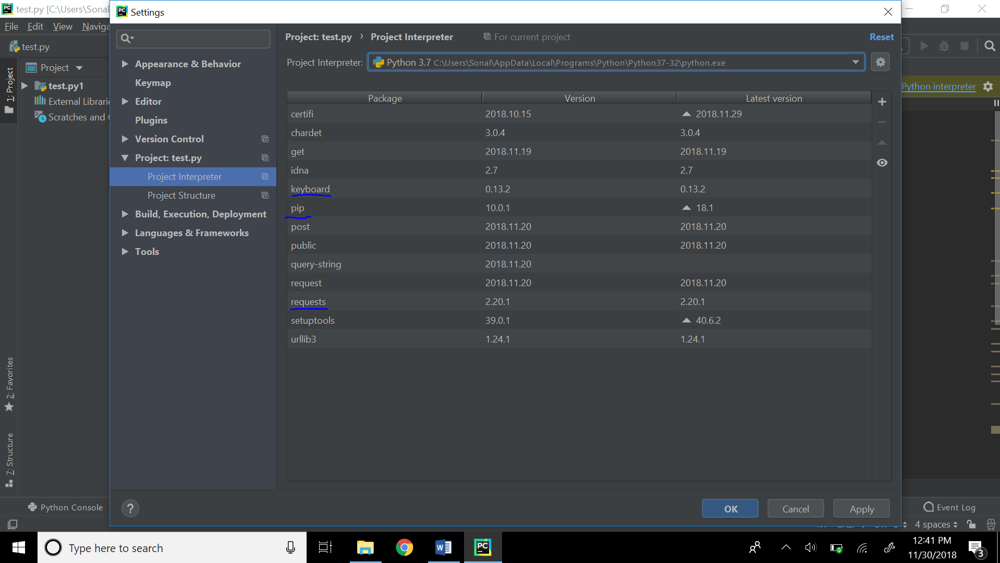 test.py [C:\Users\Sonal
Settings
File Edit View Naviga
test.py
Project: test.py › Project Interpreter For current project Reset
Project Interpreter: Python 3.7 C:\Users\Sonal\AppData\Local\Programs\Python\Python37-32\python.exe
1: Project
Project
test.py1
External Librarie
Scratches and
Python interpreter
Appearance & Behavior
Keymap
Editor
Plugins
Version Control
Project: test.py
Project Interpreter
Project Structure
Build, Execution, Deployment
Languages & Frameworks
Tools
Package Version Latest version
certifi 2018.10.15 2018.11.29
chardet 3.0.4 3.0.4
get 2018.11.19 2018.11.19
idna 2.7 2.7
keyboard 0.13.2 0.13.2
pip 10.0.1 18.1
post 2018.11.20 2018.11.20
public 2018.11.20 2018.11.20
query-string 2018.11.20
request 2018.11.20 2018.11.20
requests 2.20.1 2.20.1
setuptools 39.0.1 40.6.2
urllib3 1.24.1 1.24.1
2: Favorites
7: Structure
? OK Cancel Apply
Python Console Event Log
4 spaces
Type here to search
12:41 PM
11/30/2018
3